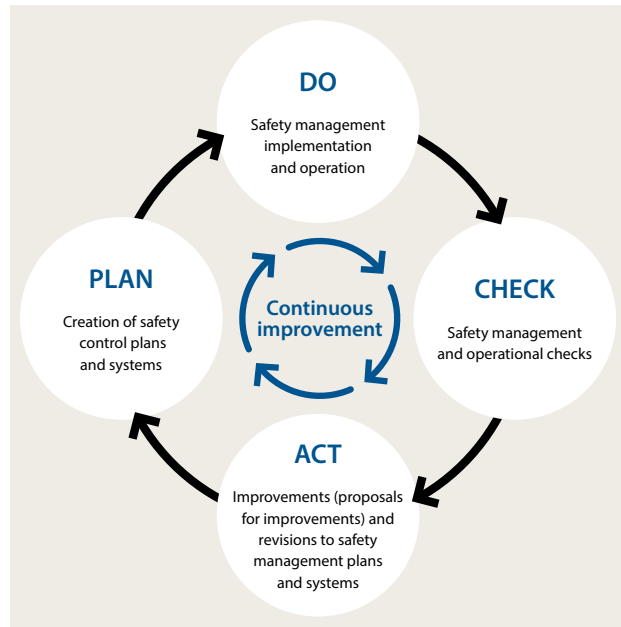 DO
Safety management
implementation
and operation
PLAN
Creation of safety
control plans
and systems
Continuous
improvement
CHECK
Safety management
and operational checks
ACT
Improvements (proposals
for improvements) and
revisions to safety
management plans
and systems